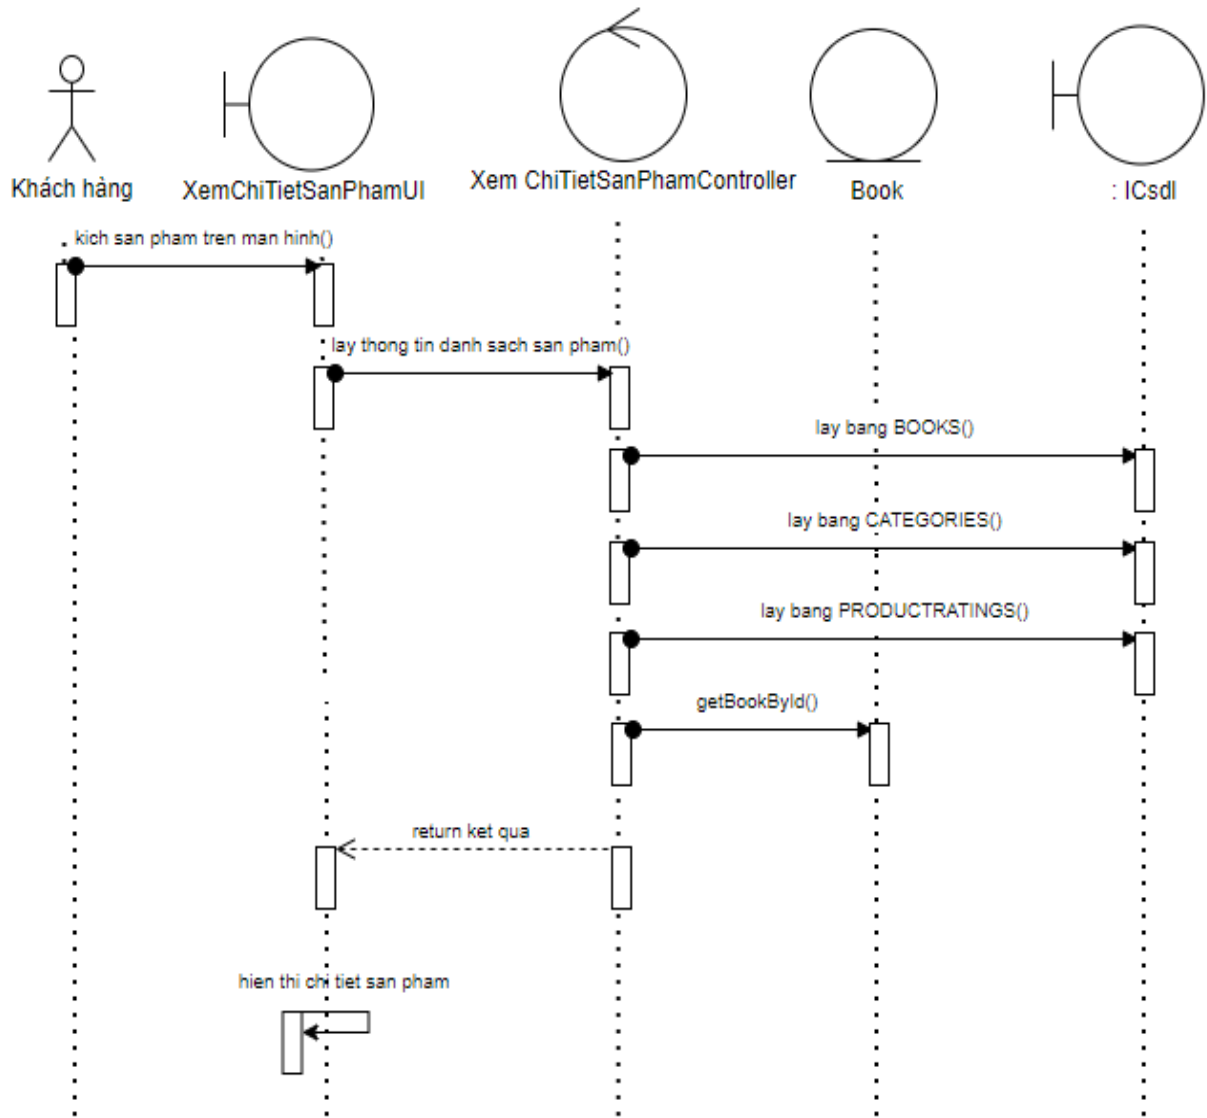 Khách hàng
XemChiTietSanPhamUI
Xem ChiTietSanPhamController
Book
: ICsdl
kich san pham tren man hinh()
lay thong tin danh sach san pham()
lay bang BOOKS()
lay bang CATEGORIES()
lay bang PRODUCTRATINGS()
getBookById()
return ket qua
hien thi chi tiet san pham